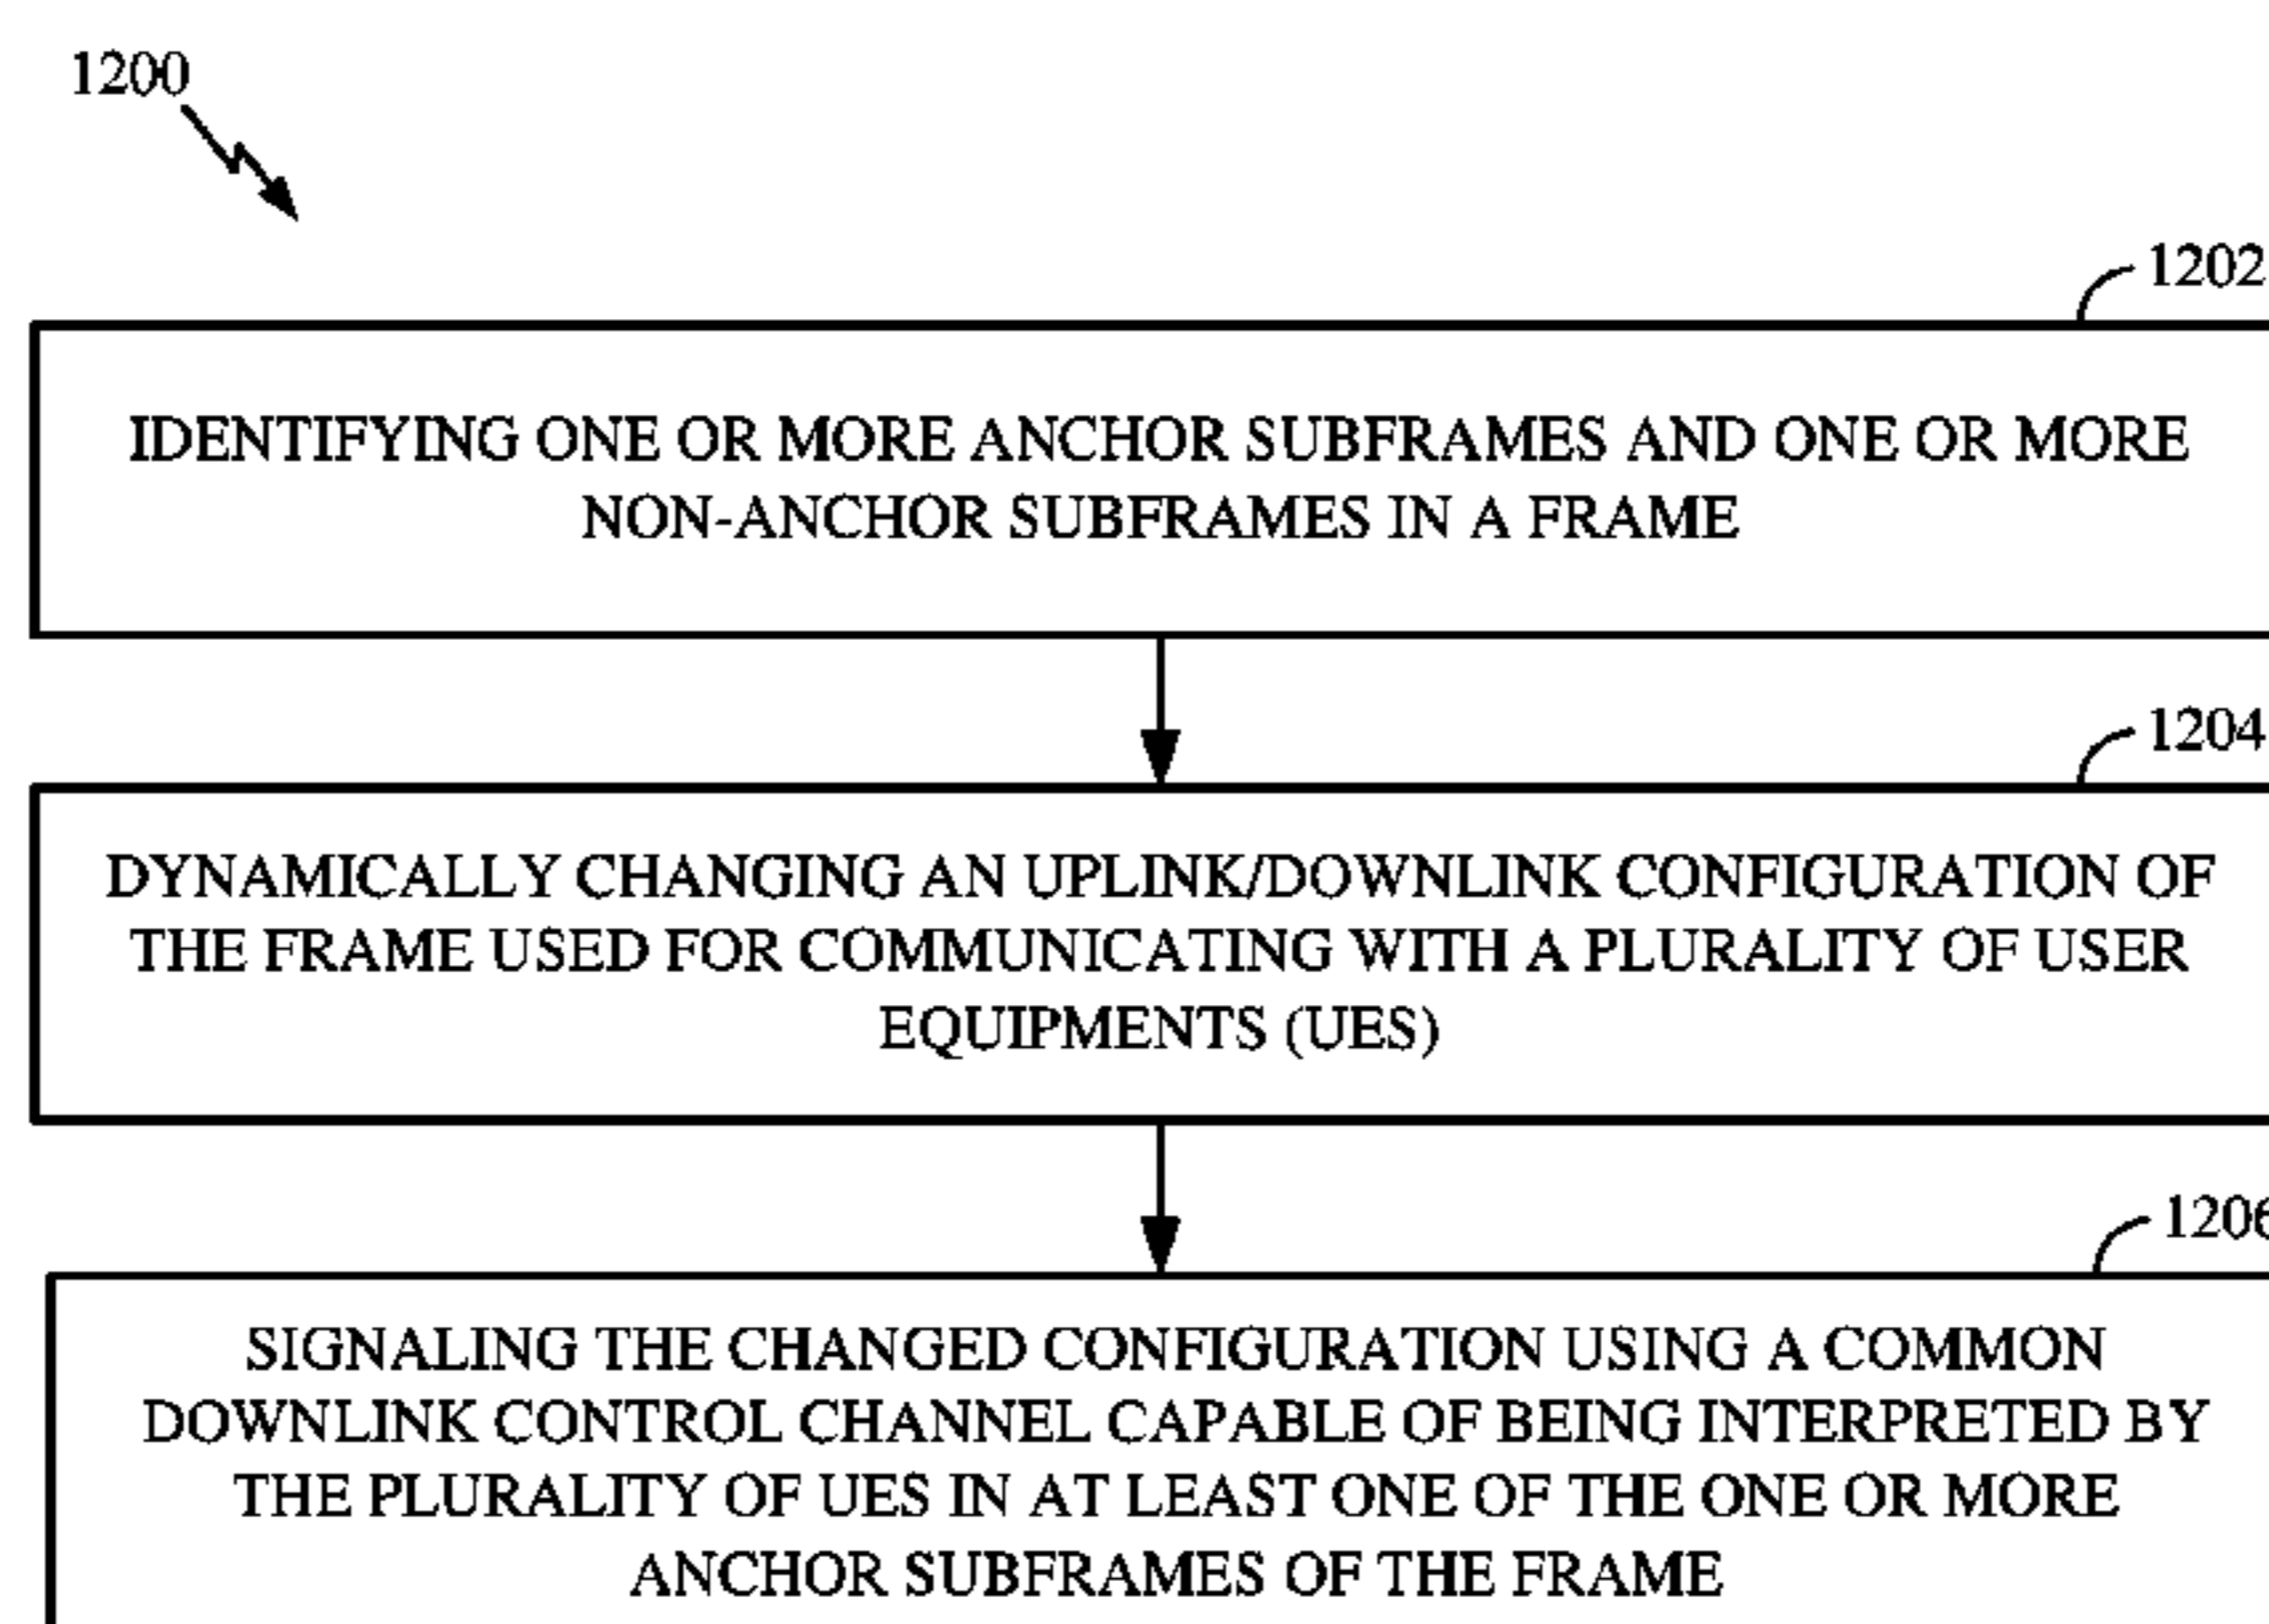 1200
1202
IDENTIFYING ONE OR MORE ANCHOR SUBFRAMES AND ONE OR MORE
NON-ANCHOR SUBFRAMES IN A FRAME
1204
DYNAMICALLY CHANGING AN UPLINK/DOWNLINK CONFIGURATION OF
THE FRAME USED FOR COMMUNICATING WITH A PLURALITY OF USER
EQUIPMENTS (UES)
1206
SIGNALING THE CHANGED CONFIGURATION USING A COMMON
DOWNLINK CONTROL CHANNEL CAPABLE OF BEING INTERPRETED BY
THE PLURALITY OF UES IN AT LEAST ONE OF THE ONE OR MORE
ANCHOR SUBFRAMES OF THE FRAME